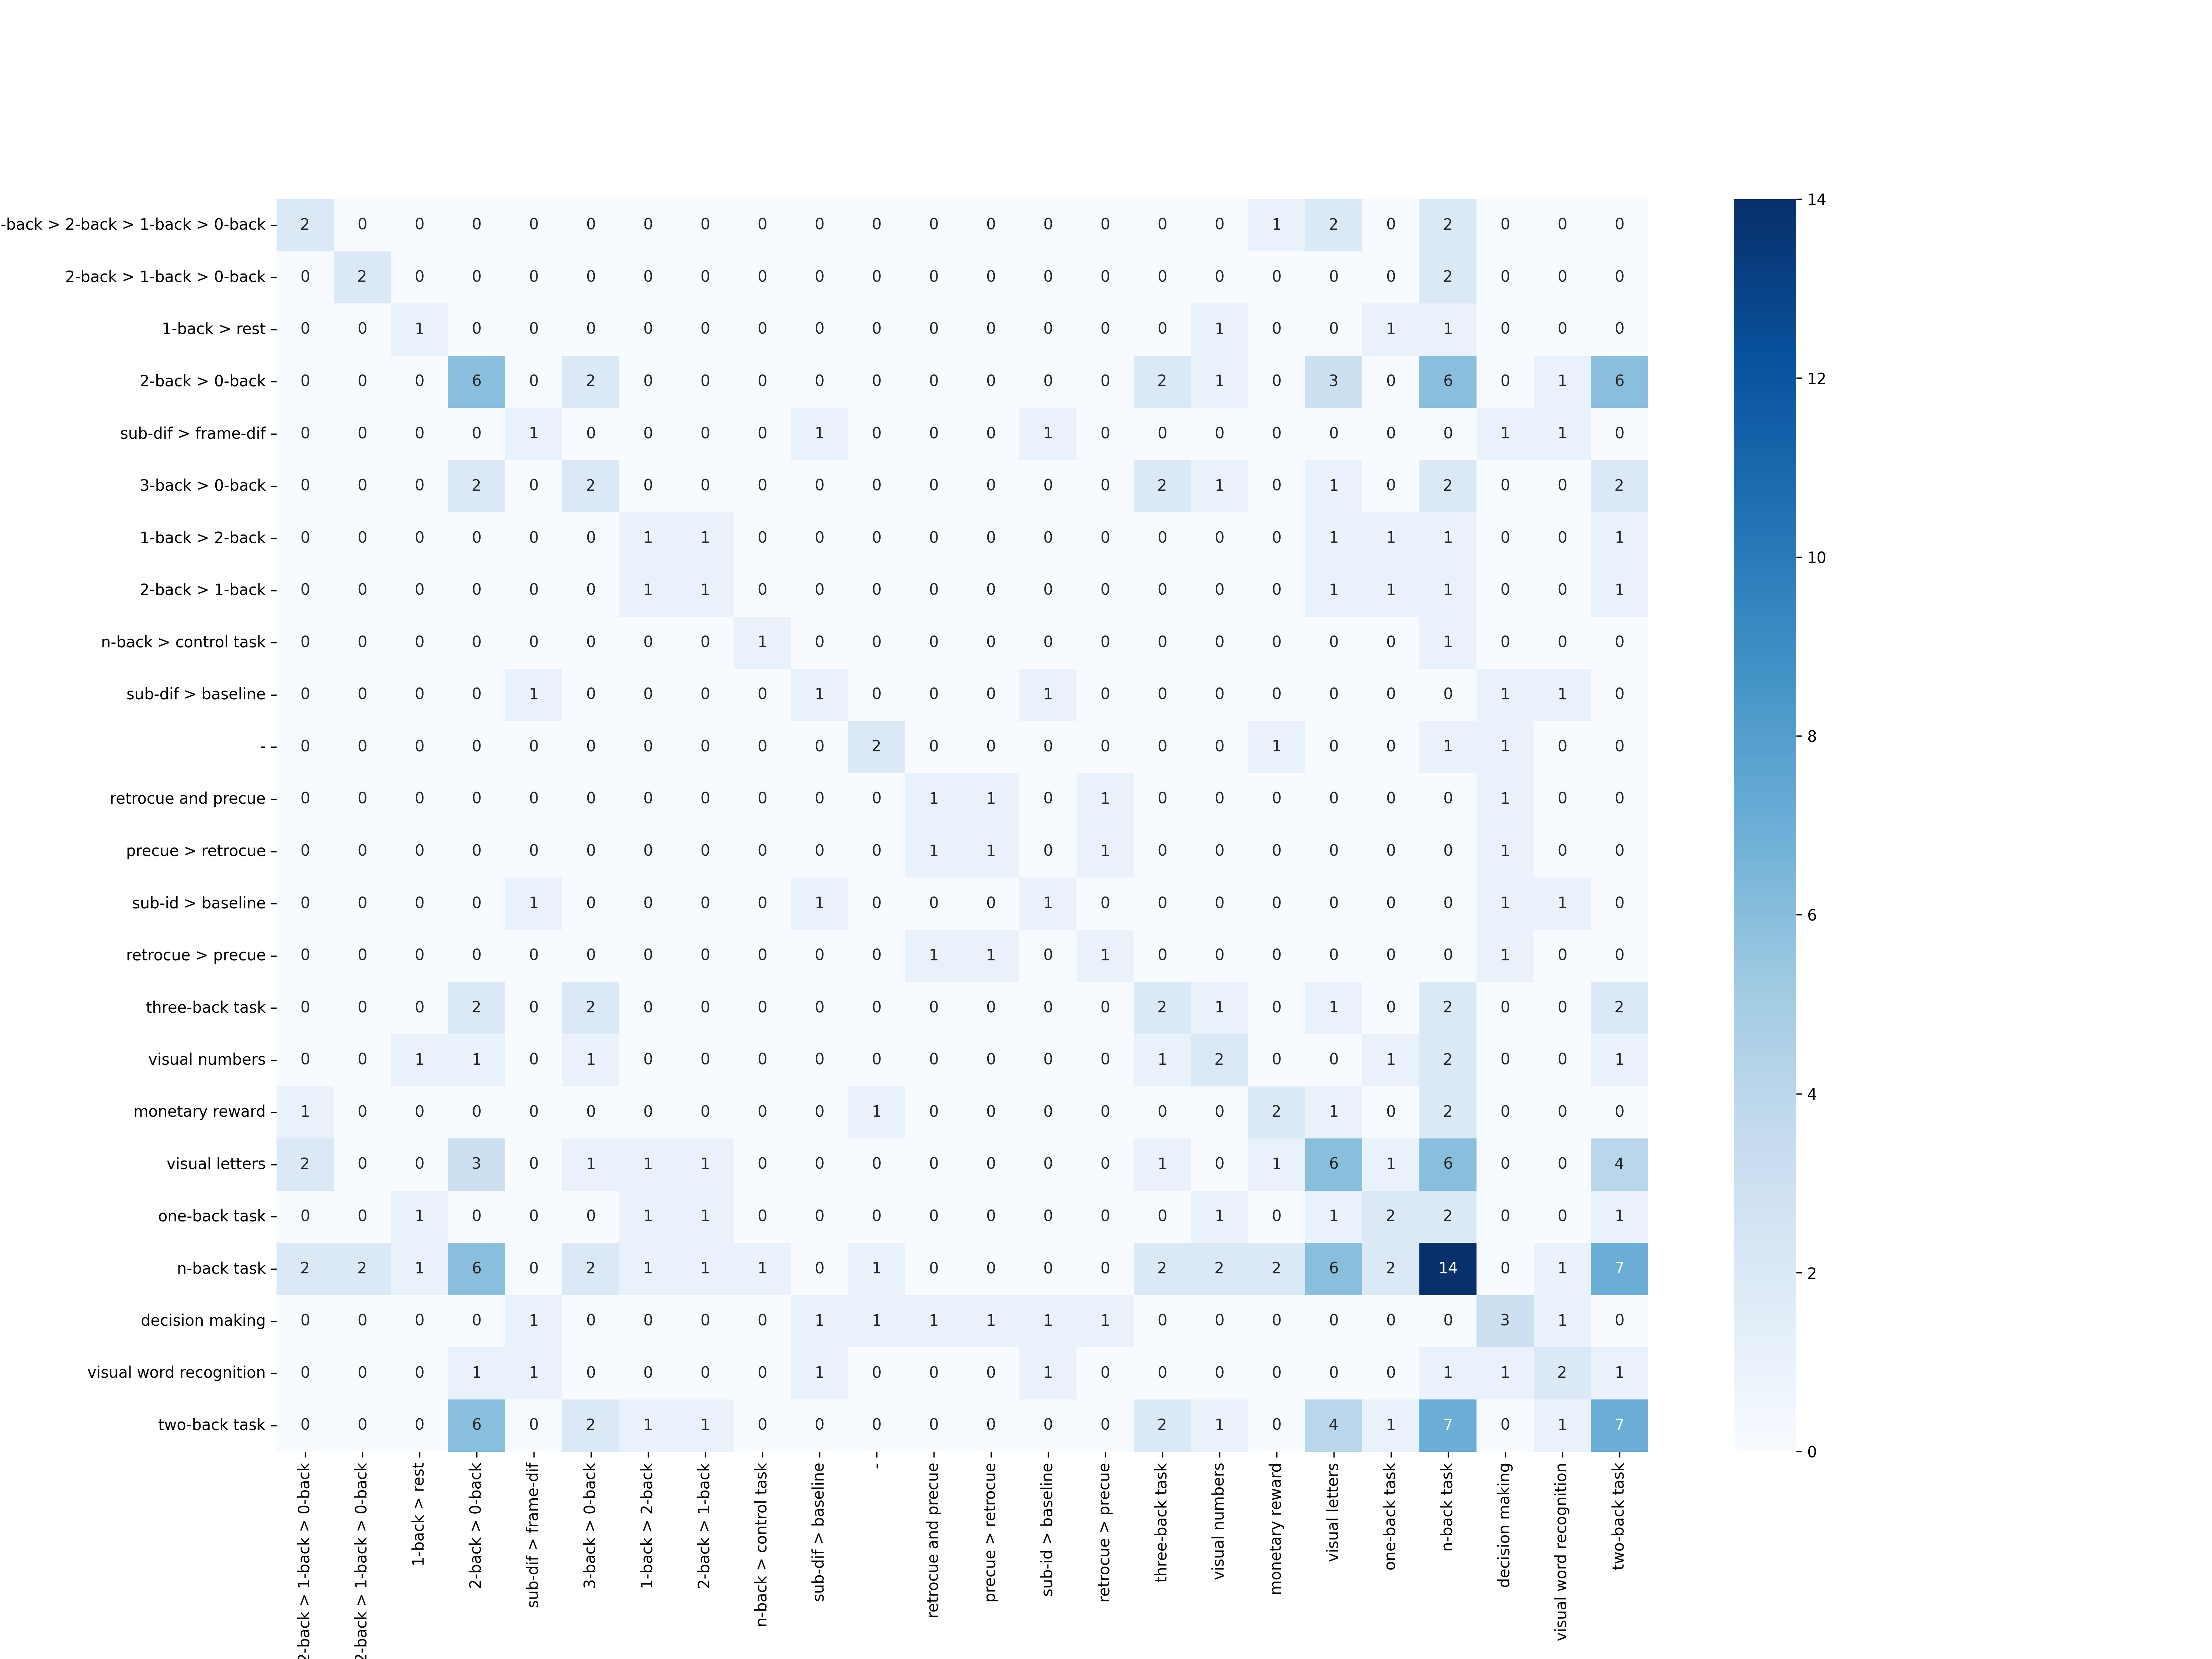 -back > 2-back > 1-back > 0-back 2 0 0 0 0 0 0 0 0 0 0 0 0 0 0 0 0 1 2 0 2 0 0 0
2-back > 1-back > 0-back 0 2 0 0 0 0 0 0 0 0 0 0 0 0 0 0 0 0 0 0 2 0 0 0
1-back > rest 0 0 1 0 0 0 0 0 0 0 0 0 0 0 0 0 1 0 0 1 1 0 0 0
2-back > 0-back 0 0 0 6 0 2 0 0 0 0 0 0 0 0 0 2 1 0 3 0 6 0 1 6
sub-dif > frame-dif 0 0 0 0 1 0 0 0 0 1 0 0 0 1 0 0 0 0 0 0 0 1 1 0
3-back > 0-back 0 0 0 2 0 2 0 0 0 0 0 0 0 0 0 2 1 0 1 0 2 0 0 2
1-back > 2-back 0 0 0 0 0 0 1 1 0 0 0 0 0 0 0 0 0 0 1 1 1 0 0 1
2-back > 1-back 0 0 0 0 0 0 1 1 0 0 0 0 0 0 0 0 0 0 1 1 1 0 0 1
n-back > control task 0 0 0 0 0 0 0 0 1 0 0 0 0 0 0 0 0 0 0 0 1 0 0 0
sub-dif > baseline 0 0 0 0 1 0 0 0 0 1 0 0 0 1 0 0 0 0 0 0 0 1 1 0
- 0 0 0 0 0 0 0 0 0 0 2 0 0 0 0 0 0 1 0 0 1 1 0 0
retrocue and precue 0 0 0 0 0 0 0 0 0 0 0 1 1 0 1 0 0 0 0 0 0 1 0 0
precue > retrocue 0 0 0 0 0 0 0 0 0 0 0 1 1 0 1 0 0 0 0 0 0 1 0 0
sub-id > baseline 0 0 0 0 1 0 0 0 0 1 0 0 0 1 0 0 0 0 0 0 0 1 1 0
retrocue > precue 0 0 0 0 0 0 0 0 0 0 0 1 1 0 1 0 0 0 0 0 0 1 0 0
three-back task 0 0 0 2 0 2 0 0 0 0 0 0 0 0 0 2 1 0 1 0 2 0 0 2
visual numbers 0 0 1 1 0 1 0 0 0 0 0 0 0 0 0 1 2 0 0 1 2 0 0 1
monetary reward 1 0 0 0 0 0 0 0 0 0 1 0 0 0 0 0 0 2 1 0 2 0 0 0
visual letters 2 0 0 3 0 1 1 1 0 0 0 0 0 0 0 1 0 1 6 1 6 0 0 4
one-back task 0 0 1 0 0 0 1 1 0 0 0 0 0 0 0 0 1 0 1 2 2 0 0 1
n-back task 2 2 1 6 0 2 1 1 1 0 1 0 0 0 0 2 2 2 6 2 14 0 1 7
decision making 0 0 0 0 1 0 0 0 0 1 1 1 1 1 1 0 0 0 0 0 0 3 1 0
visual word recognition 0 0 0 1 1 0 0 0 0 1 0 0 0 1 0 0 0 0 0 0 1 1 2 1
two-back task 0 0 0 6 0 2 1 1 0 0 0 0 0 0 0 2 1 0 4 1 7 0 1 7
2-back > 1-back > 0-back
2-back > 1-back > 0-back
1-back > rest
2-back > 0-back
sub-dif > frame-dif
3-back > 0-back
1-back > 2-back
2-back > 1-back
n-back > control task
sub-dif > baseline
-
retrocue and precue
precue > retrocue
sub-id > baseline
retrocue > precue
three-back task
visual numbers
monetary reward
visual letters
one-back task
n-back task
decision making
visual word recognition
two-back task
14
12
10
8
6
4
2
0